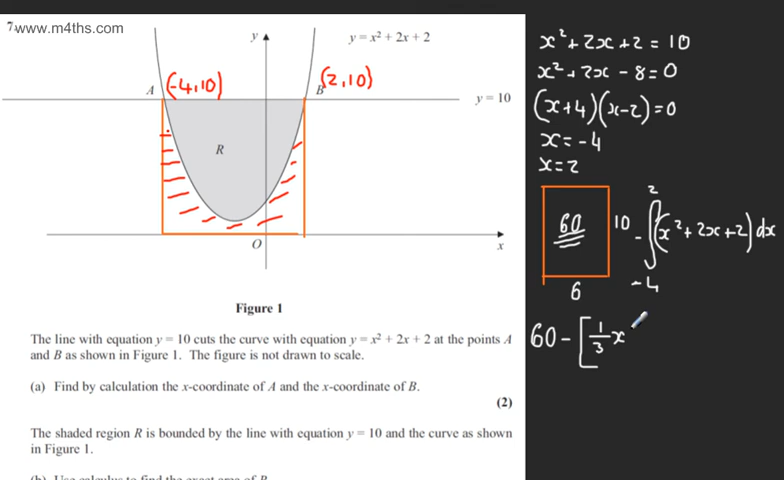 7.
www.m4ths.com
y
y = x² + 2x + 2
A (-4,10)
B (2,10)
y = 10
R
O
x
Figure 1
The line with equation y = 10 cuts the curve with equation y = x² + 2x + 2 at the points A
and B as shown in Figure 1. The figure is not drawn to scale.
(a) Find by calculation the x-coordinate of A and the x-coordinate of B.
(2)
The shaded region R is bounded by the line with equation y = 10 and the curve as shown
in Figure 1.
x² + 2x + 2 = 10
x² + 2x - 8 = 0
(x+4)(x-2) = 0
x = -4
x = 2
60
10
6
- ∫ 2 -4 (x² + 2x + 2) dx
60 - [1/3 x